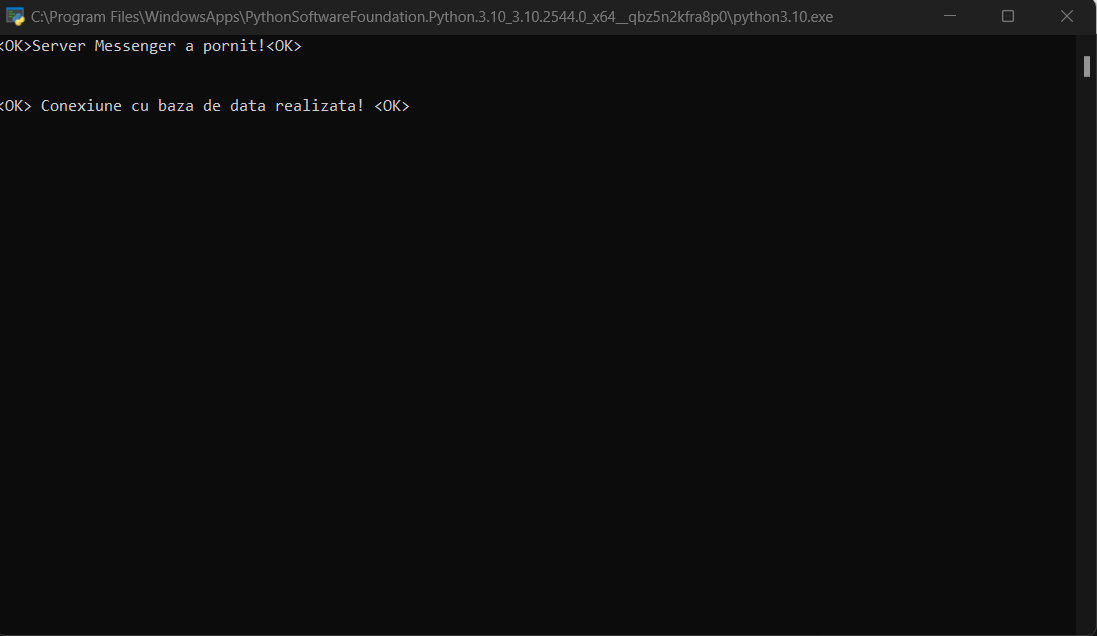 C:\Program Files\WindowsApps\PythonSoftwareFoundation.Python.3.10_3.10.2544.0_x64__qbz5n2kfra8p0\python3.10.exe
<OK>Server Messenger a pornit!<OK>
<OK> Conexiune cu baza de data realizata! <OK>